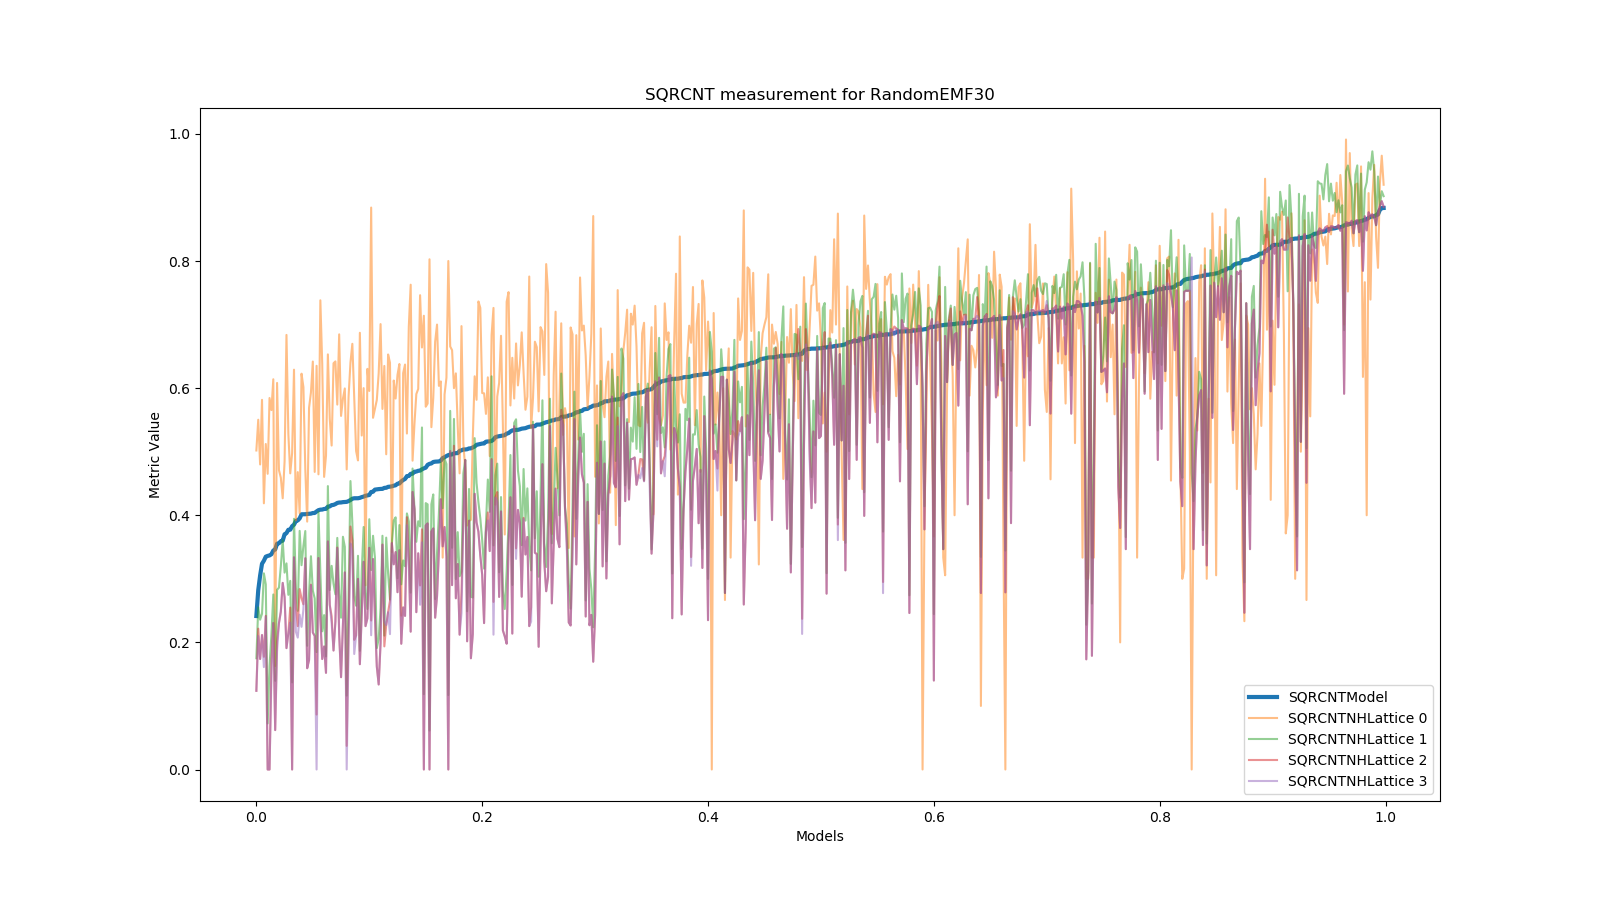 SQRCNT measurement for RandomEMF30
1.0
0.8
0.6
0.4
0.2
0.0
Metric Value
0.0 0.2 0.4 0.6 0.8 1.0
Models
SQRCNTModel
SQRCNTNHLattice 0
SQRCNTNHLattice 1
SQRCNTNHLattice 2
SQRCNTNHLattice 3